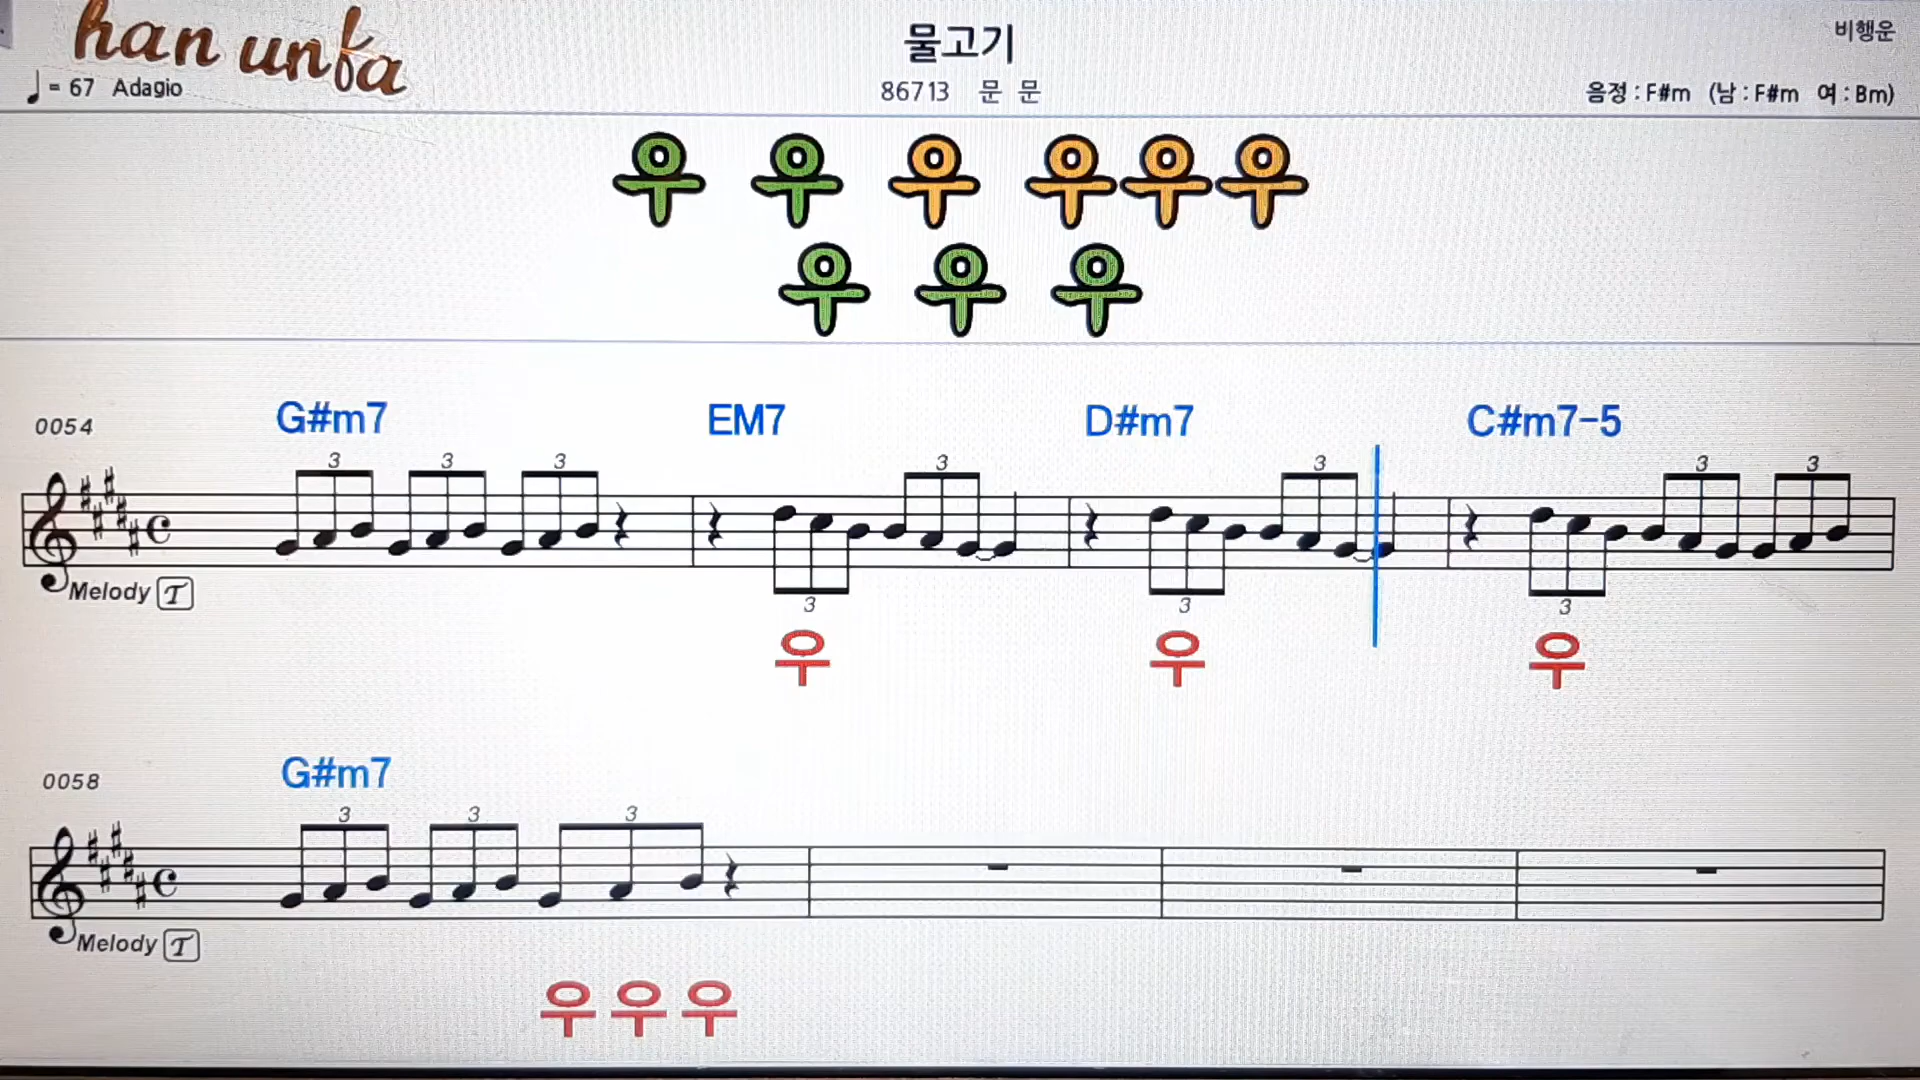 han unfa
물고기
비행운
♩= 67 Adagio
86713 문 문
음정 : F#m (남 : F#m 여 : Bm)
우 우 우 우우우
우 우 우
0054 G#m7 EM7 D#m7 C#m7-5
3 3 3 3 3 3 3
Melody T
3 3 3
우 우 우
0058 G#m7
3 3 3
Melody T
우 우 우